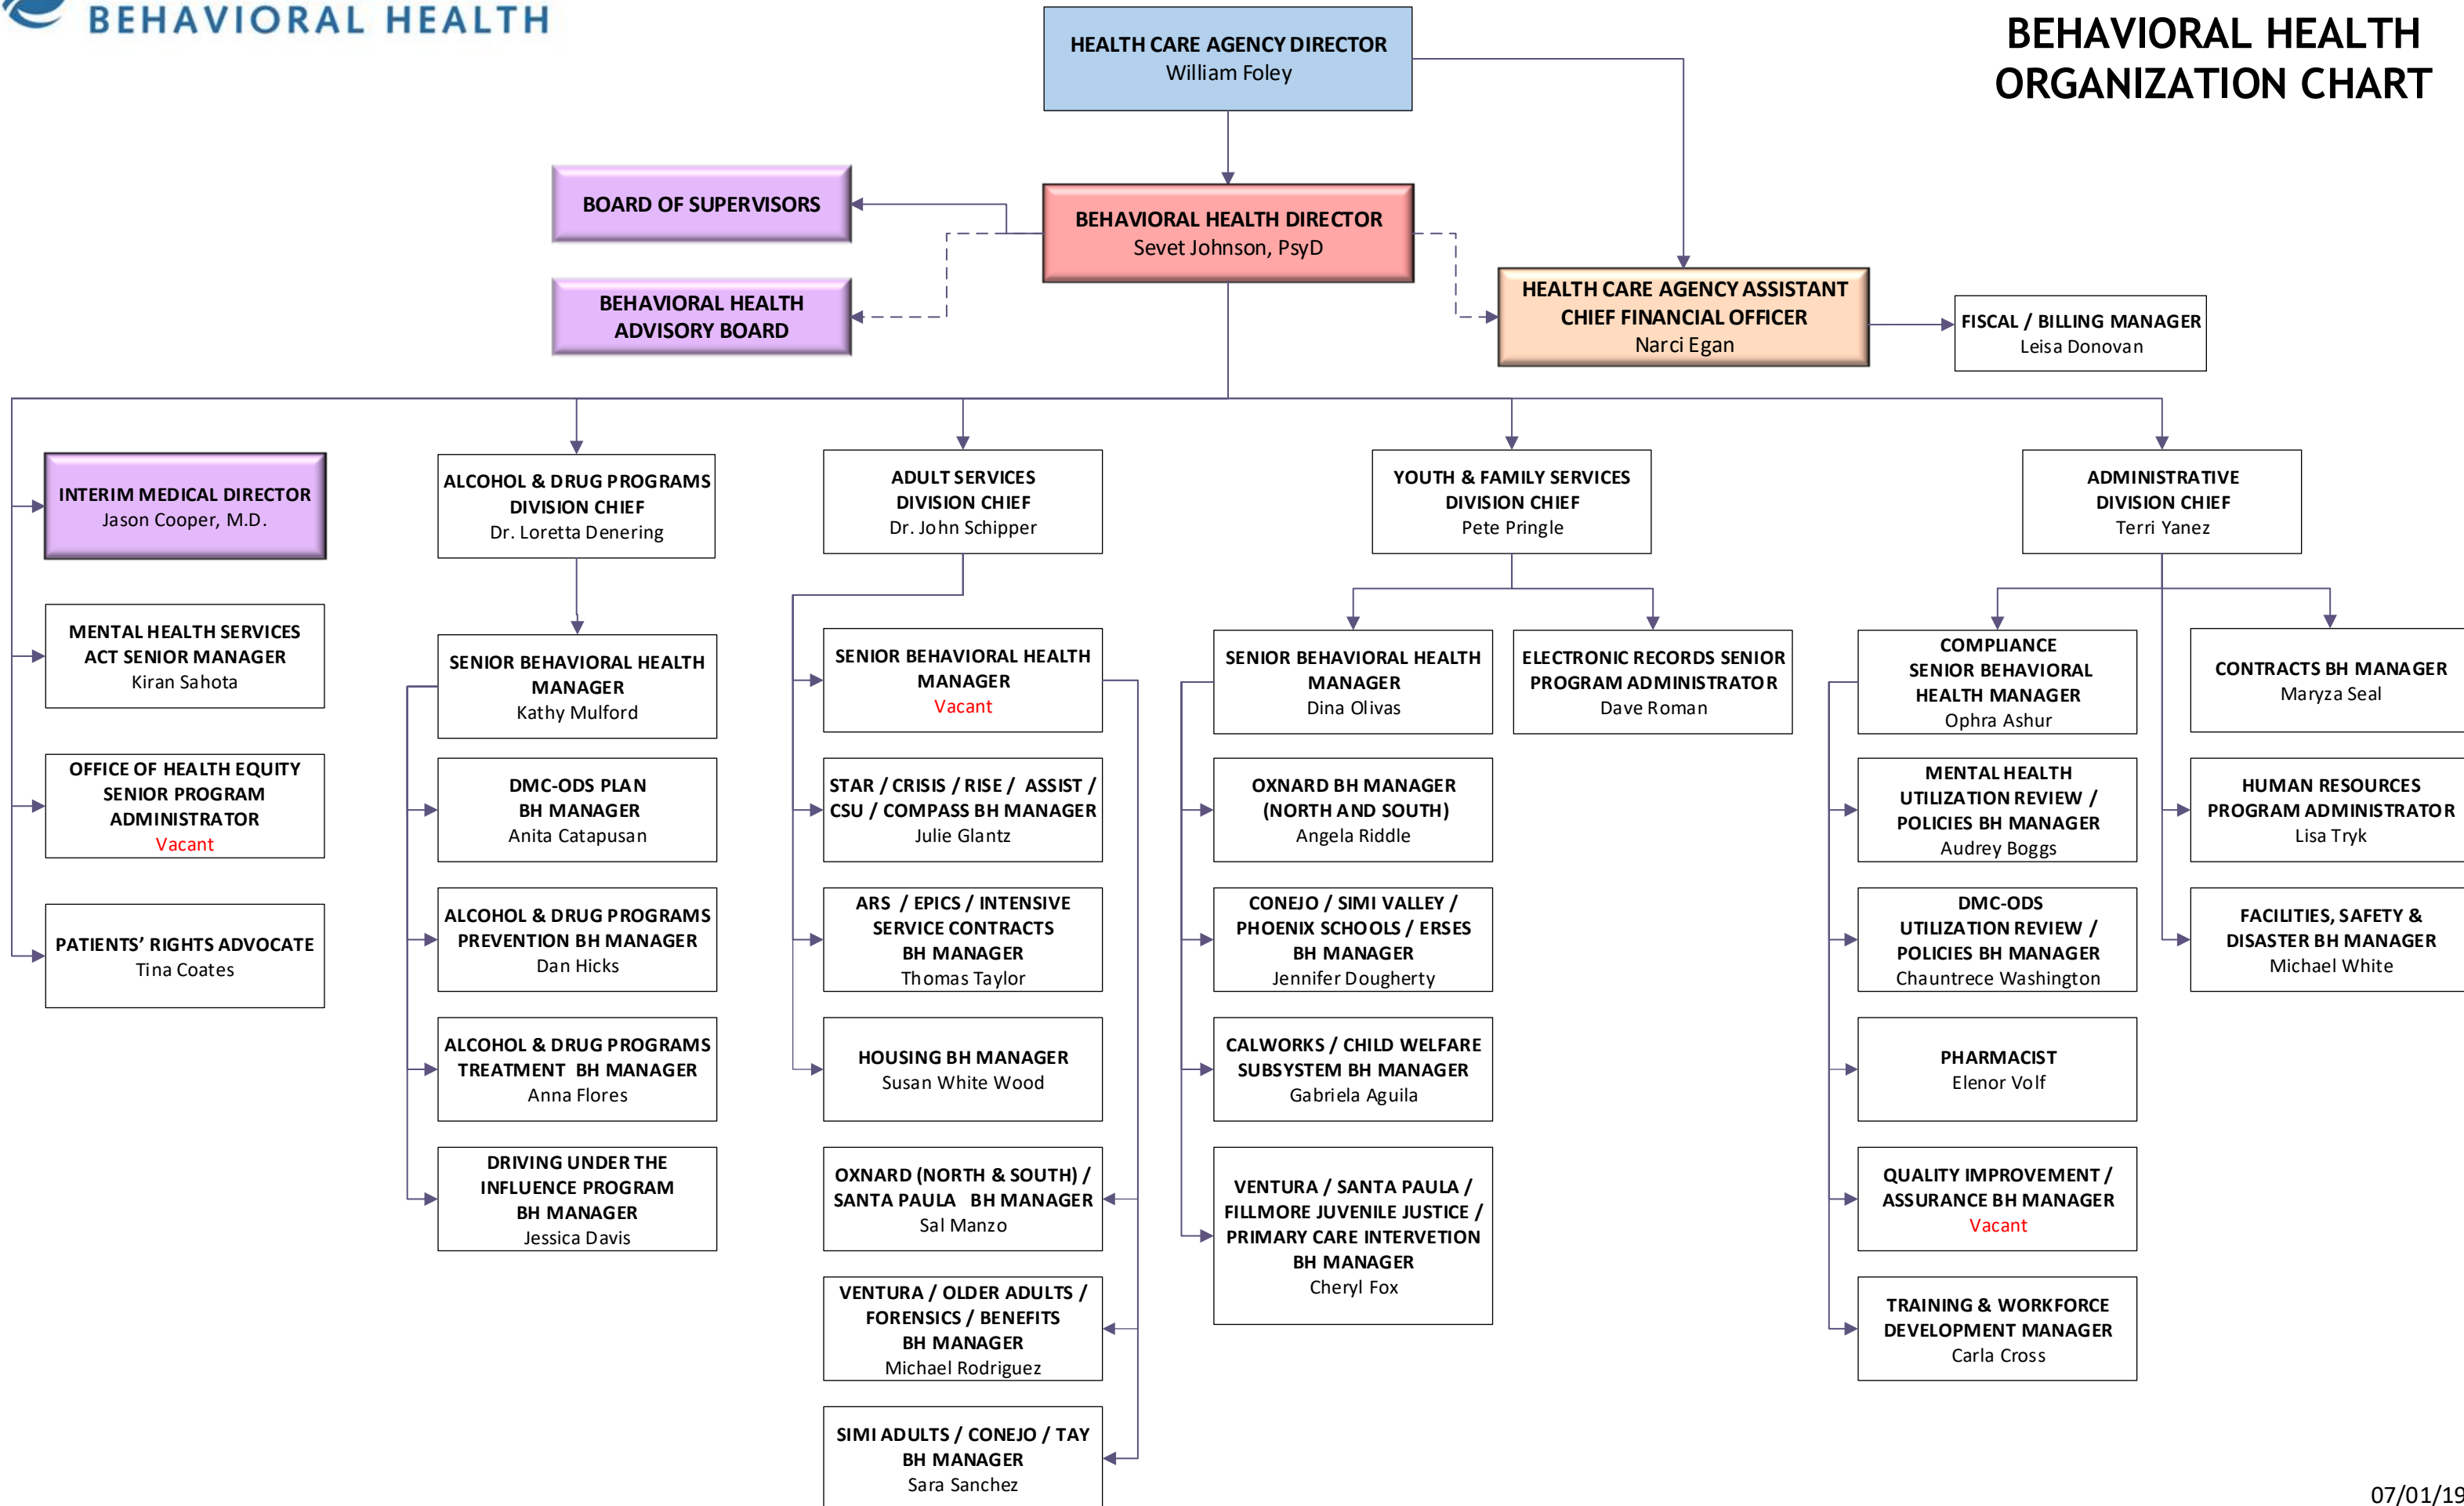 BEHAVIORAL HEALTH
BEHAVIORAL HEALTH
ORGANIZATION CHART
HEALTH CARE AGENCY DIRECTOR
William Foley
BOARD OF SUPERVISORS
BEHAVIORAL HEALTH DIRECTOR
Sevet Johnson, PsyD
BEHAVIORAL HEALTH
ADVISORY BOARD
HEALTH CARE AGENCY ASSISTANT
CHIEF FINANCIAL OFFICER
Narci Egan
FISCAL / BILLING MANAGER
Leisa Donovan
INTERIM MEDICAL DIRECTOR
Jason Cooper, M.D.
MENTAL HEALTH SERVICES
ACT SENIOR MANAGER
Kiran Sahota
OFFICE OF HEALTH EQUITY
SENIOR PROGRAM
ADMINISTRATOR
Vacant
PATIENTS’ RIGHTS ADVOCATE
Tina Coates
ALCOHOL & DRUG PROGRAMS
DIVISION CHIEF
Dr. Loretta Denering
SENIOR BEHAVIORAL HEALTH
MANAGER
Kathy Mulford
DMC-ODS PLAN
BH MANAGER
Anita Catapusan
ALCOHOL & DRUG PROGRAMS
PREVENTION BH MANAGER
Dan Hicks
ALCOHOL & DRUG PROGRAMS
TREATMENT BH MANAGER
Anna Flores
DRIVING UNDER THE
INFLUENCE PROGRAM
BH MANAGER
Jessica Davis
ADULT SERVICES
DIVISION CHIEF
Dr. John Schipper
SENIOR BEHAVIORAL HEALTH
MANAGER
Vacant
STAR / CRISIS / RISE / ASSIST /
CSU / COMPASS BH MANAGER
Julie Glantz
ARS / EPICS / INTENSIVE
SERVICE CONTRACTS
BH MANAGER
Thomas Taylor
HOUSING BH MANAGER
Susan White Wood
OXNARD (NORTH & SOUTH) /
SANTA PAULA BH MANAGER
Sal Manzo
VENTURA / OLDER ADULTS /
FORENSICS / BENEFITS
BH MANAGER
Michael Rodriguez
SIMI ADULTS / CONEJO / TAY
BH MANAGER
Sara Sanchez
YOUTH & FAMILY SERVICES
DIVISION CHIEF
Pete Pringle
SENIOR BEHAVIORAL HEALTH
MANAGER
Dina Olivas
ELECTRONIC RECORDS SENIOR
PROGRAM ADMINISTRATOR
Dave Roman
OXNARD BH MANAGER
(NORTH AND SOUTH)
Angela Riddle
CONEJO / SIMI VALLEY /
PHOENIX SCHOOLS / ERSES
BH MANAGER
Jennifer Dougherty
CALWORKS / CHILD WELFARE
SUBSYSTEM BH MANAGER
Gabriela Aguila
VENTURA / SANTA PAULA /
FILLMORE JUVENILE JUSTICE /
PRIMARY CARE INTERVETION
BH MANAGER
Cheryl Fox
ADMINISTRATIVE
DIVISION CHIEF
Terri Yanez
COMPLIANCE
SENIOR BEHAVIORAL
HEALTH MANAGER
Ophra Ashur
MENTAL HEALTH
UTILIZATION REVIEW /
POLICIES BH MANAGER
Audrey Boggs
DMC-ODS
UTILIZATION REVIEW /
POLICIES BH MANAGER
Chauntrece Washington
PHARMACIST
Elenor Volf
QUALITY IMPROVEMENT /
ASSURANCE BH MANAGER
Vacant
TRAINING & WORKFORCE
DEVELOPMENT MANAGER
Carla Cross
CONTRACTS BH MANAGER
Maryza Seal
HUMAN RESOURCES
PROGRAM ADMINISTRATOR
Lisa Tryk
FACILITIES, SAFETY &
DISASTER BH MANAGER
Michael White
07/01/19